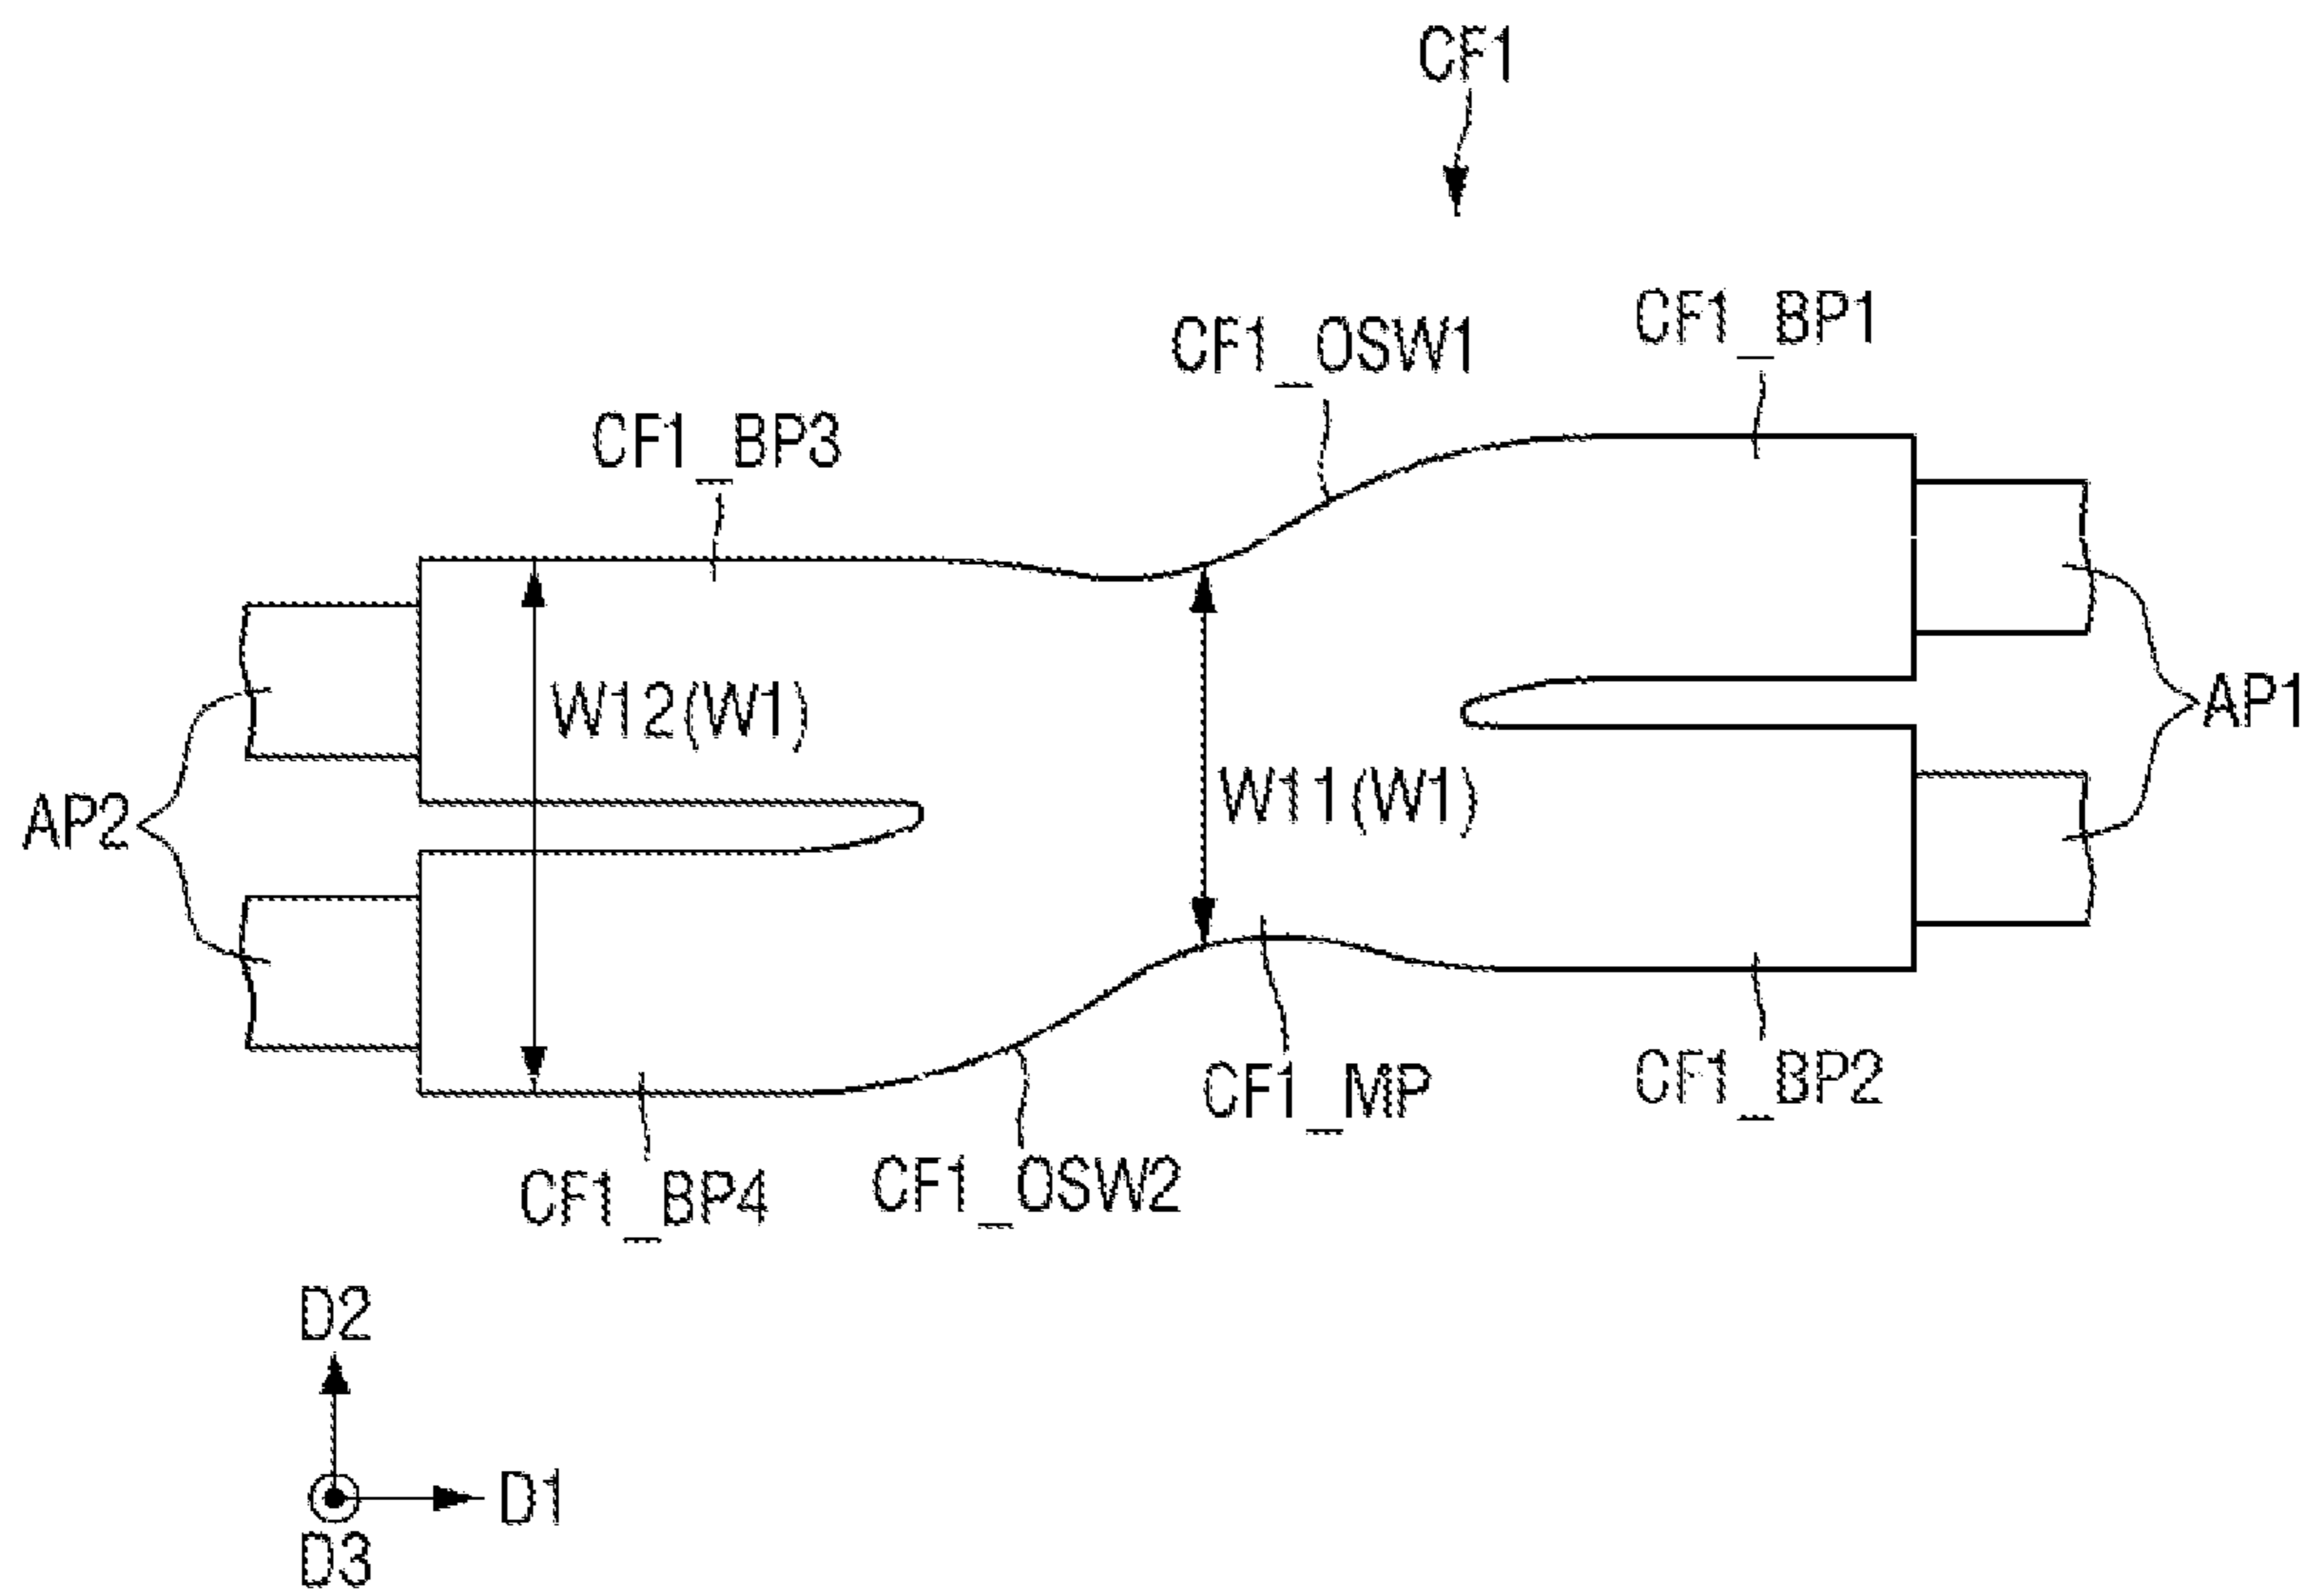 CF1
CF1_BP1
CF1_OSW1
CF1_BP3
W12(W1)
AP1
W11(W1)
AP2
CF1_MP
CF1_BP2
CF1_BP4
CF1_OSW2
D2
D1
D3